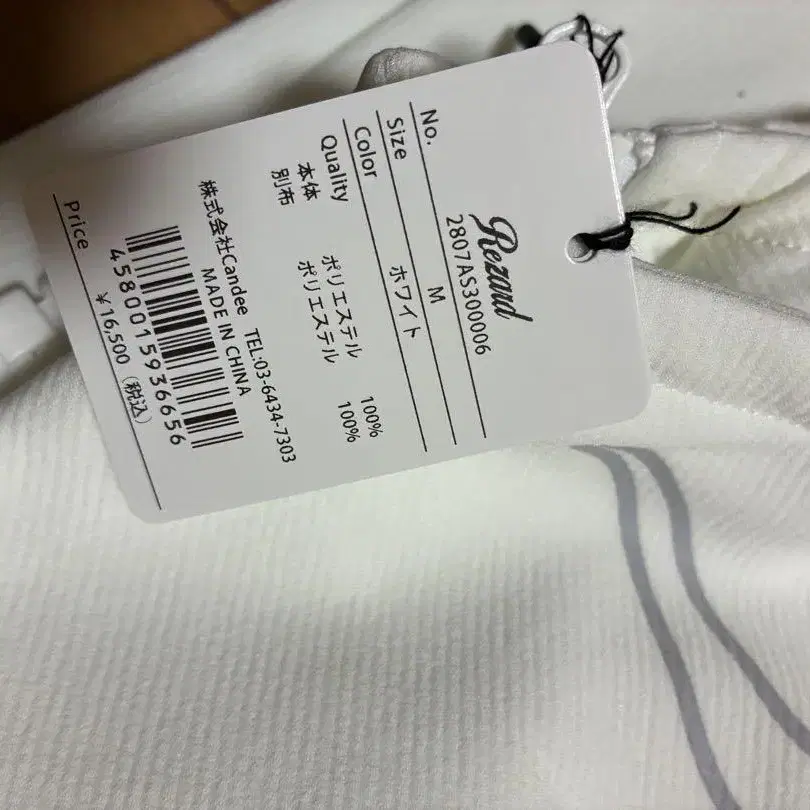 Rezard
No. 2807AS300006
Size M
Color ホワイト
Quality
本体 ポリエステル 100%
別布 ポリエステル 100%
株式会社Candee TEL:03-6434-7303
MADE IN CHINA
4580015936656
Price ¥16,500(税込)